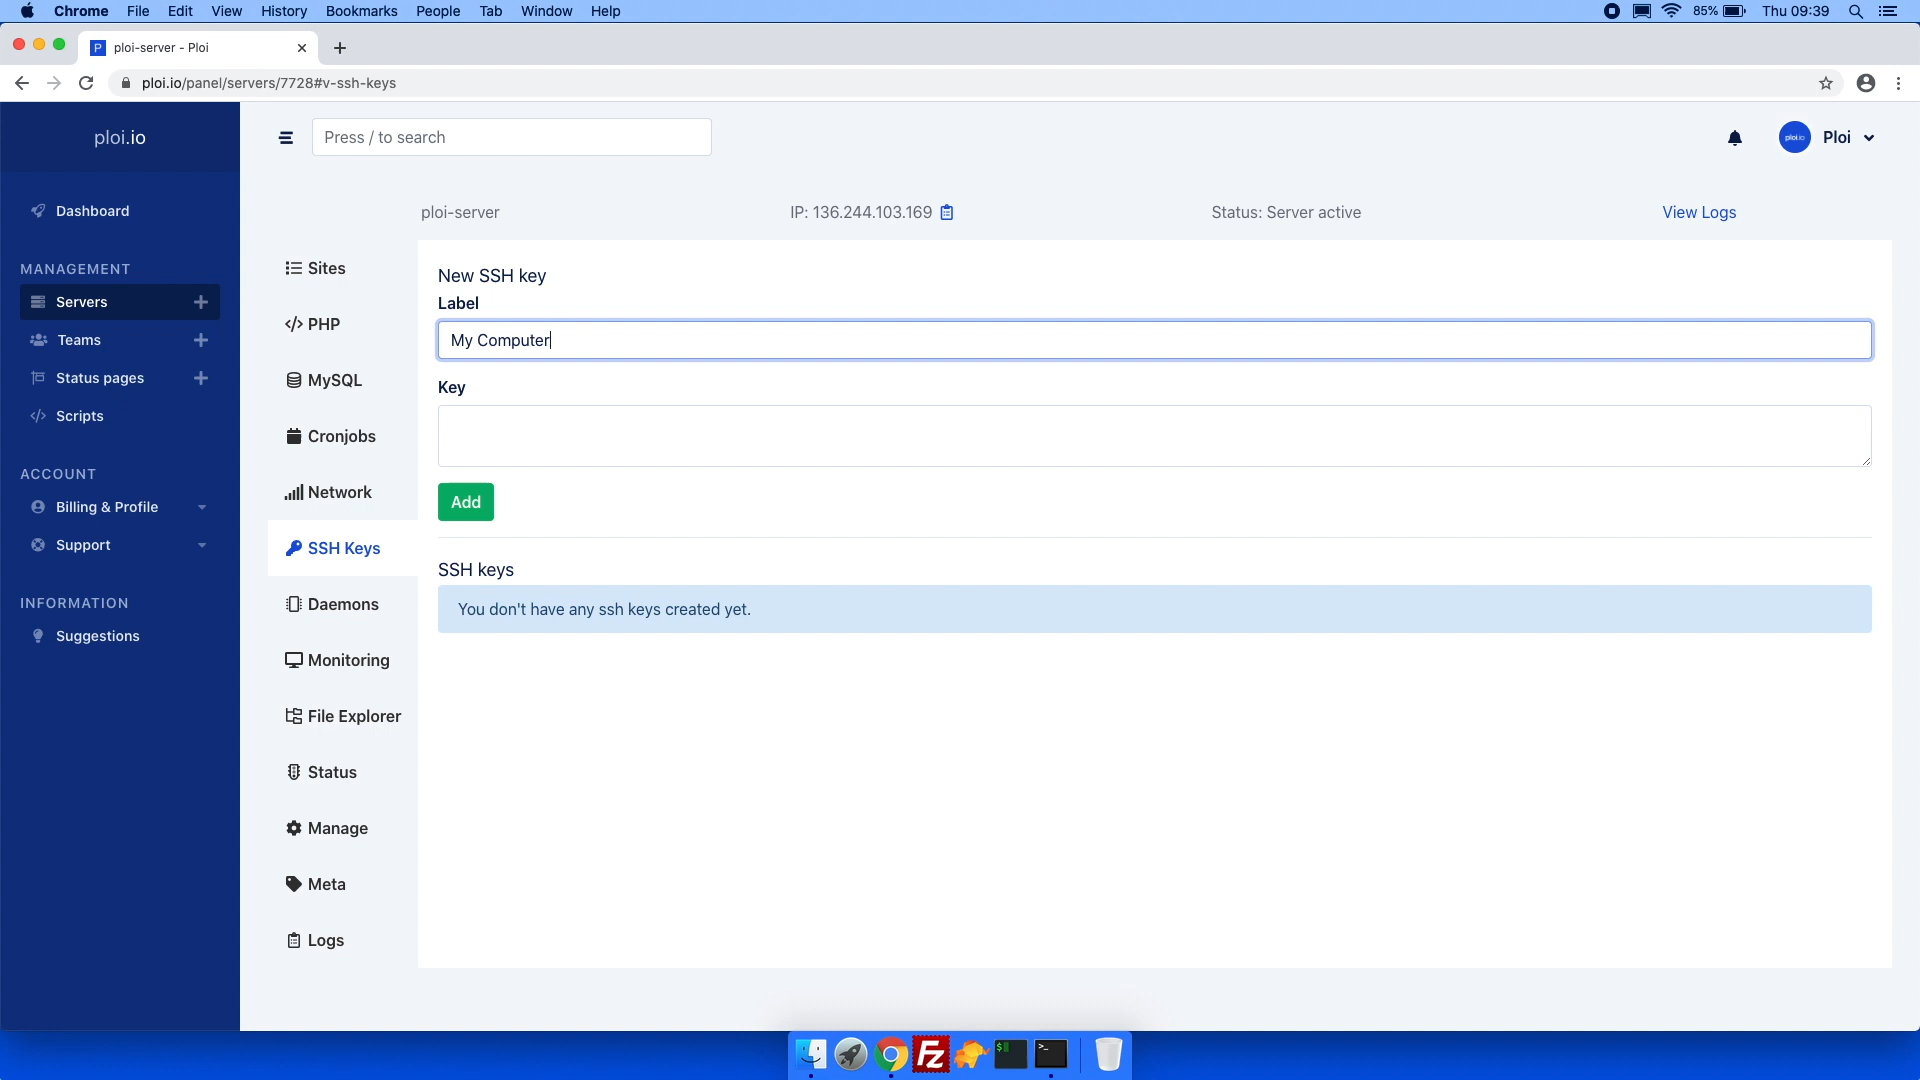 Chrome File Edit View History Bookmarks People Tab Window Help 85% Thu 09:39
P ploi-server - Ploi
ploi.io/panel/servers/7728#v-ssh-keys
ploi.io
Press / to search
ploi.io Ploi
Dashboard
MANAGEMENT
Servers
Teams
Status pages
Scripts
ACCOUNT
Billing & Profile
Support
INFORMATION
Suggestions
ploi-server IP: 136.244.103.169 Status: Server active View Logs
Sites
PHP
MySQL
Cronjobs
Network
SSH Keys
Daemons
Monitoring
File Explorer
Status
Manage
Meta
Logs
New SSH key
Label
My Computer
Key
Add
SSH keys
You don't have any ssh keys created yet.
FZ $ >_